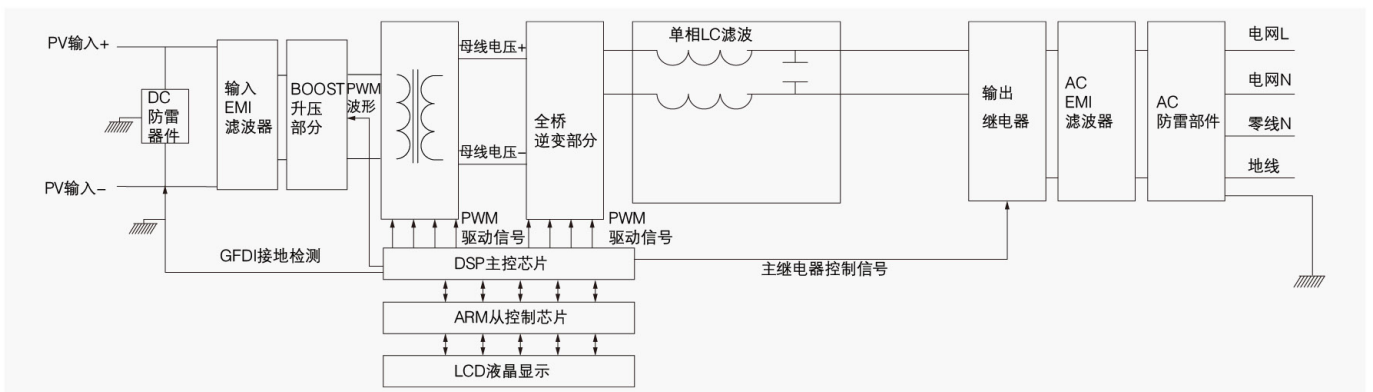 PV输入+
DC
防雷
器件
PV输入-
输入
EMI
滤波器
BOOST
升压
部分
PWM
波形
母线电压+
母线电压-
全桥
逆变部分
单相LC滤波
输出
继电器
AC
EMI
滤波器
AC
防雷部件
电网L
电网N
零线N
地线
PWM
驱动信号
PWM
驱动信号
GFDI接地检测
DSP主控芯片
主继电器控制信号
ARM从控制芯片
LCD液晶显示